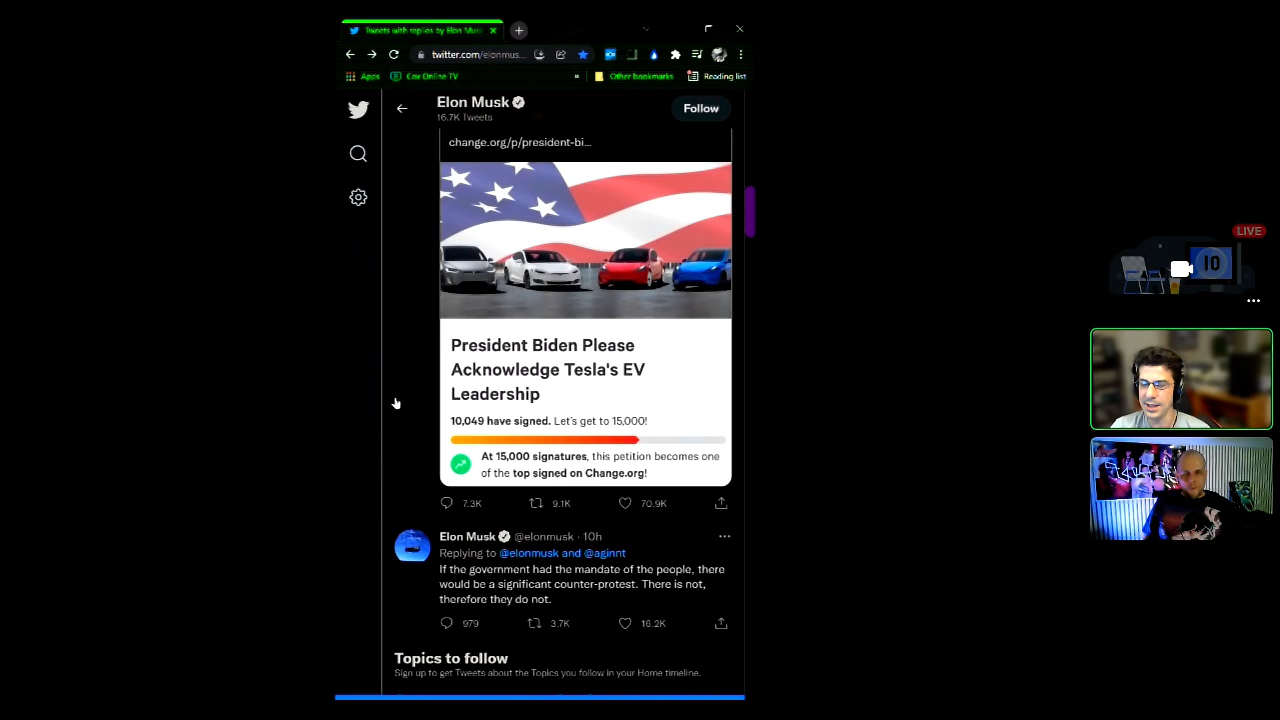 Tweets with replies by Elon Mus
twitter.com/elonmus...
Apps
Cox Online TV
»
Other bookmarks
Reading list
Elon Musk
16.7K Tweets
Follow
change.org/p/president-bi...
President Biden Please
Acknowledge Tesla's EV
Leadership
10,049 have signed. Let's get to 15,000!
At 15,000 signatures, this petition becomes one
of the top signed on Change.org!
7.3K
9.1K
70.9K
Elon Musk @elonmusk · 10h
Replying to @elonmusk and @aginnt
If the government had the mandate of the people, there
would be a significant counter-protest. There is not,
therefore they do not.
979
3.7K
16.2K
Topics to follow
Sign up to get Tweets about the Topics you follow in your Home timeline.
LIVE
10